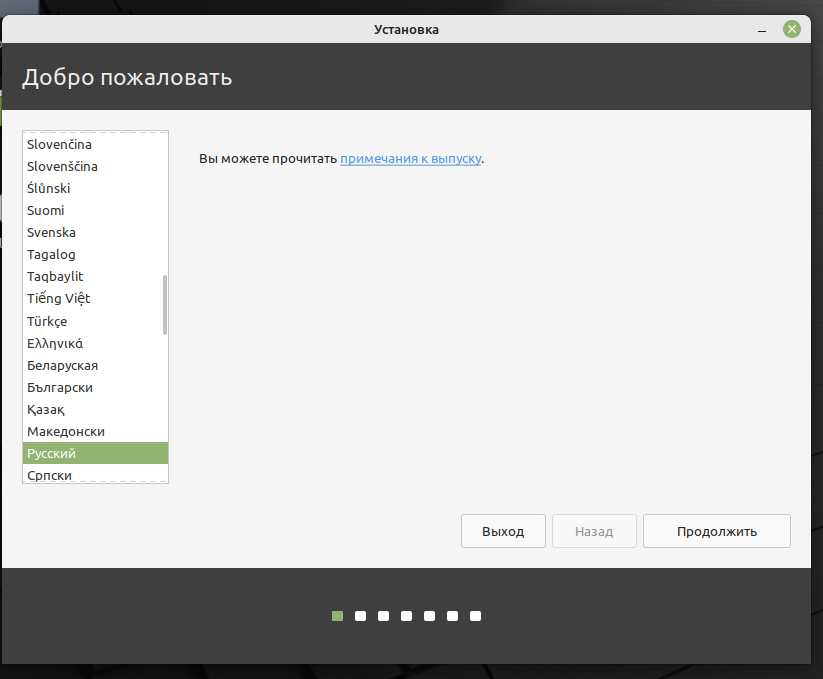 Установка
Добро пожаловать
Slovenčina
Slovenščina
Ślůnski
Suomi
Svenska
Tagalog
Taqbaylit
Tiếng Việt
Türkçe
Ελληνικά
Беларуская
Български
Қазақ
Македонски
Русский
Српски
Вы можете прочитать примечания к выпуску.
Выход
Назад
Продолжить